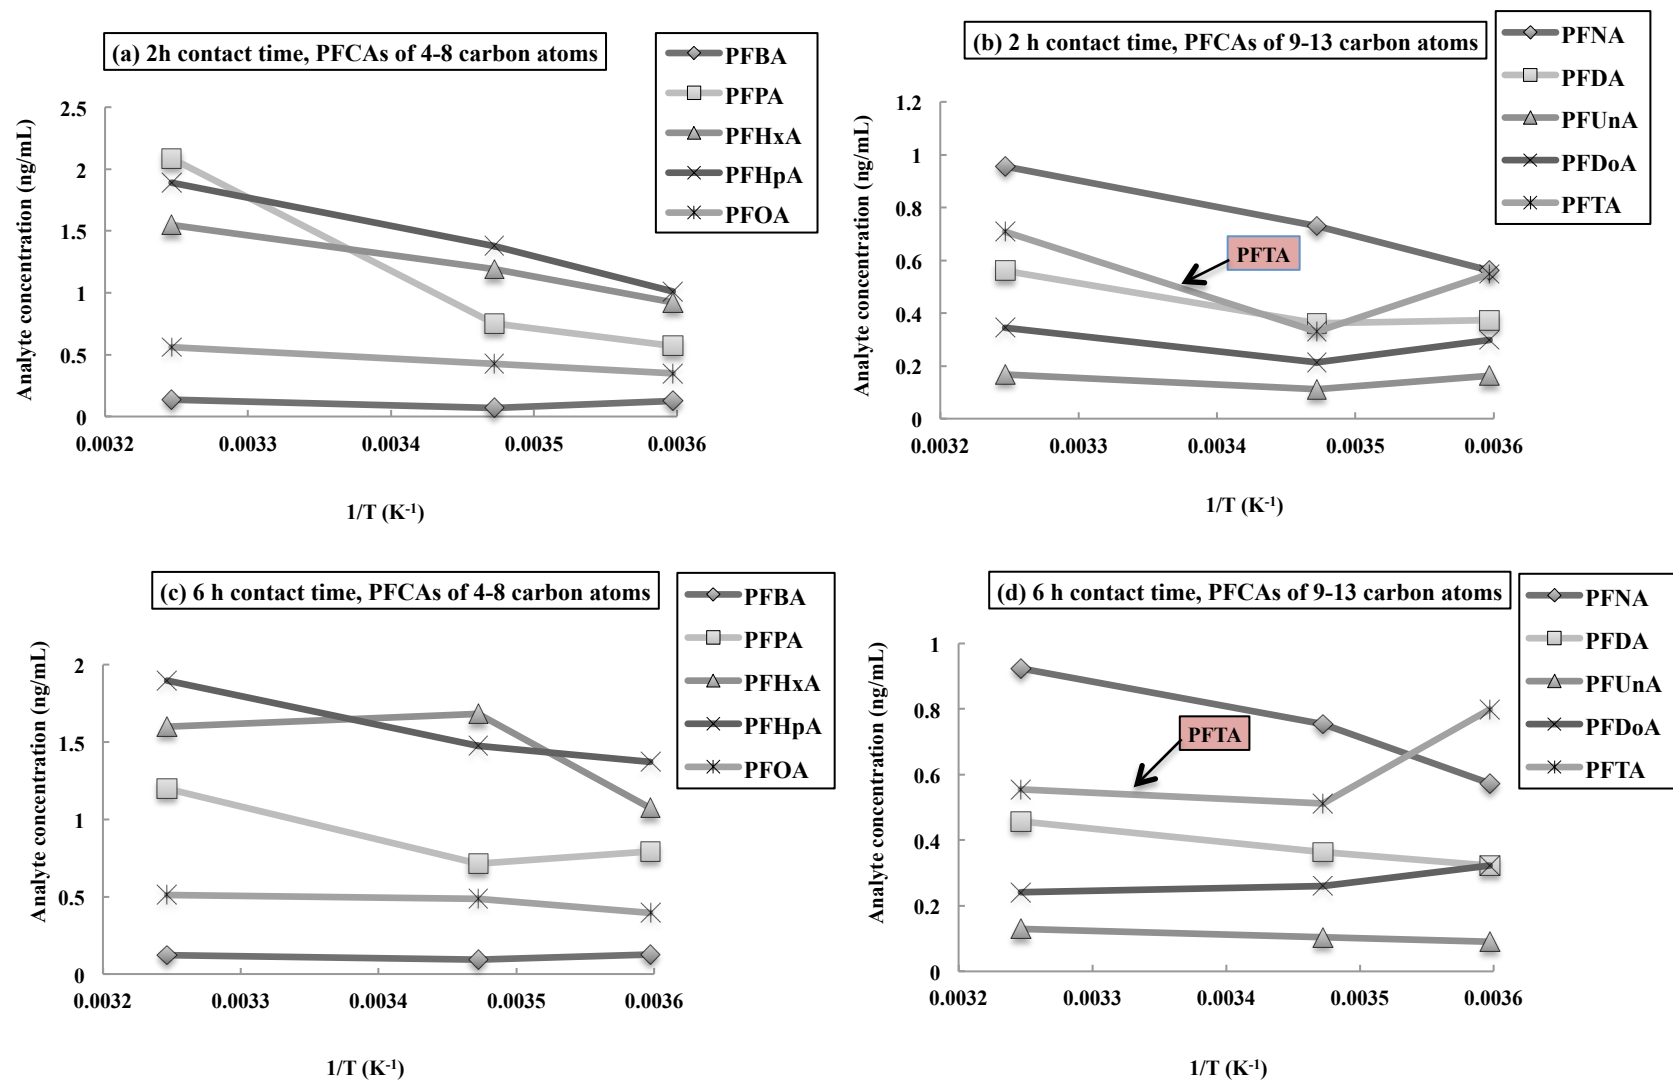 (a) 2h contact time, PFCAs of 4-8 carbon atoms
PFBA
PFPA
PFHxA
PFHpA
PFOA
Analyte concentration (ng/mL)
2.5
2
1.5
1
0.5
0
0.0032 0.0033 0.0034 0.0035 0.0036
1/T (K-1)
(b) 2 h contact time, PFCAs of 9-13 carbon atoms
PFNA
PFDA
PFUnA
PFDoA
PFTA
Analyte concentration (ng/mL)
1.2
1
0.8
0.6
0.4
0.2
0
PFTA
0.0032 0.0033 0.0034 0.0035 0.0036
1/T (K-1)
(c) 6 h contact time, PFCAs of 4-8 carbon atoms
PFBA
PFPA
PFHxA
PFHpA
PFOA
Analyte concentration (ng/mL)
2
1.5
1
0.5
0
0.0032 0.0033 0.0034 0.0035 0.0036
1/T (K-1)
(d) 6 h contact time, PFCAs of 9-13 carbon atoms
PFNA
PFDA
PFUnA
PFDoA
PFTA
Analyte concentration (ng/mL)
1
0.8
0.6
0.4
0.2
0
PFTA
0.0032 0.0033 0.0034 0.0035 0.0036
1/T (K-1)